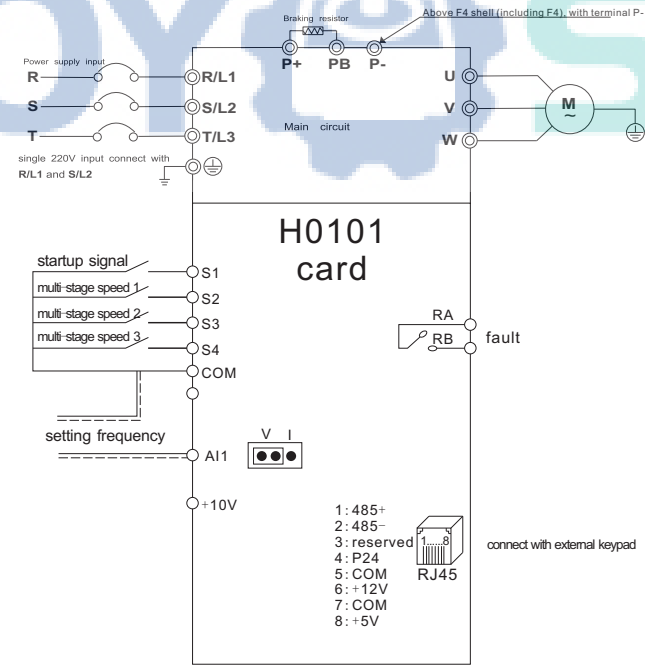 Braking resistor
Above F4 shell (including F4), with terminal P-
P+ PB P-
Power supply input
R R/L1 U
S S/L2 V M ~
T T/L3 Main circuit W
single 220V input connect with
R/L1 and S/L2
H0101
card
startup signal S1
multi-stage speed 1 S2
multi-stage speed 2 S3
multi-stage speed 3 S4
COM
RA
RB fault
setting frequency AI1 V I
+10V
1:485+
2:485-
3:reserved 1......8
4:P24
5:COM RJ45
6:+12V
7:COM
8:+5V
connect with external keypad